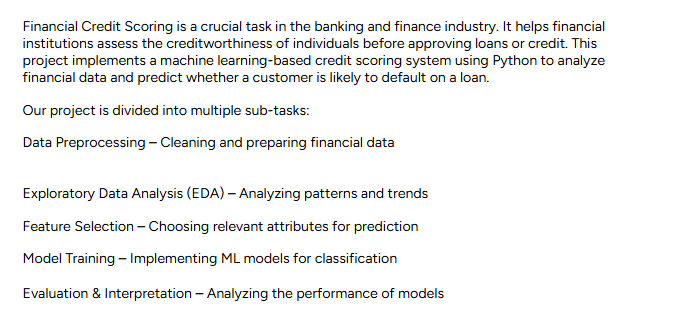 Financial Credit Scoring is a crucial task in the banking and finance industry. It helps financial
institutions assess the creditworthiness of individuals before approving loans or credit. This
project implements a machine learning-based credit scoring system using Python to analyze
financial data and predict whether a customer is likely to default on a loan.
Our project is divided into multiple sub-tasks:
Data Preprocessing – Cleaning and preparing financial data
Exploratory Data Analysis (EDA) – Analyzing patterns and trends
Feature Selection – Choosing relevant attributes for prediction
Model Training – Implementing ML models for classification
Evaluation & Interpretation – Analyzing the performance of models